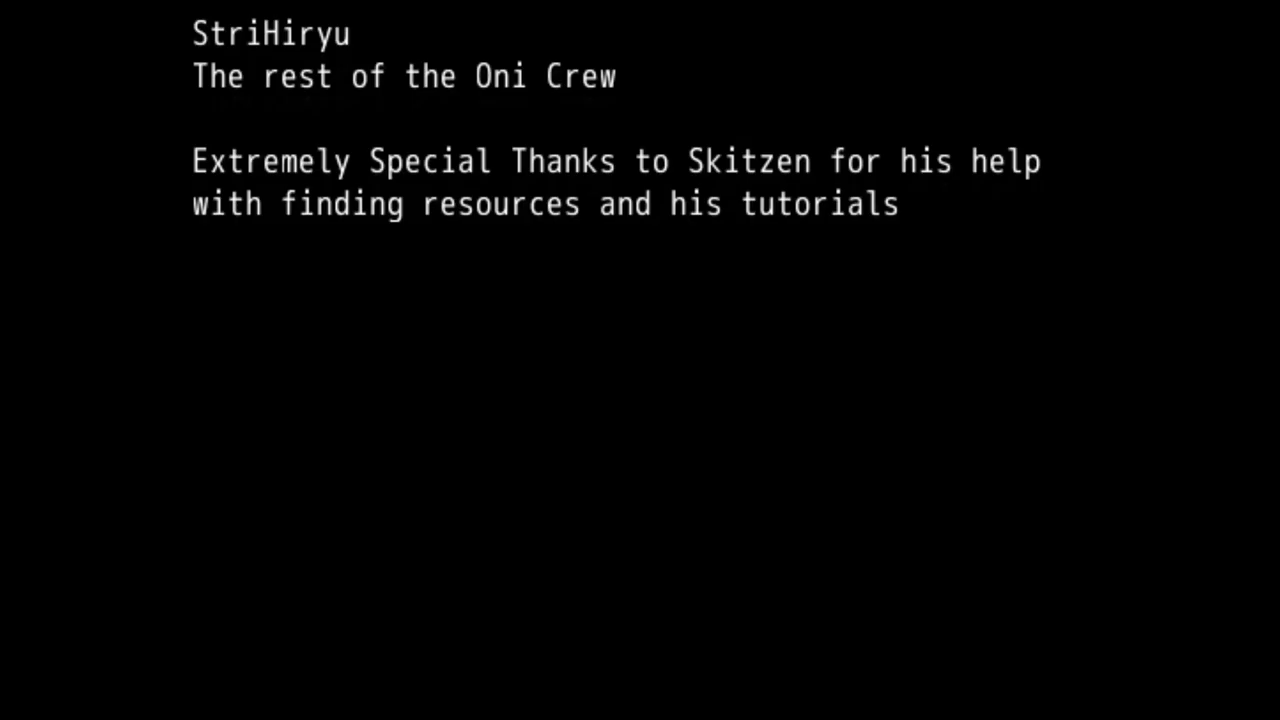 StriHiryu
The rest of the Oni Crew
Extremely Special Thanks to Skitzen for his help
with finding resources and his tutorials